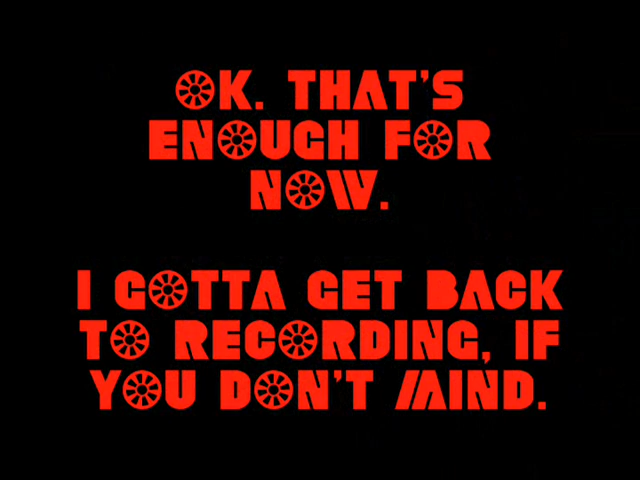 OK. THAT'S
ENOUGH FOR
NOW.
I GOTTA GET BACK
TO RECORDING, IF
YOU DON'T MIND.